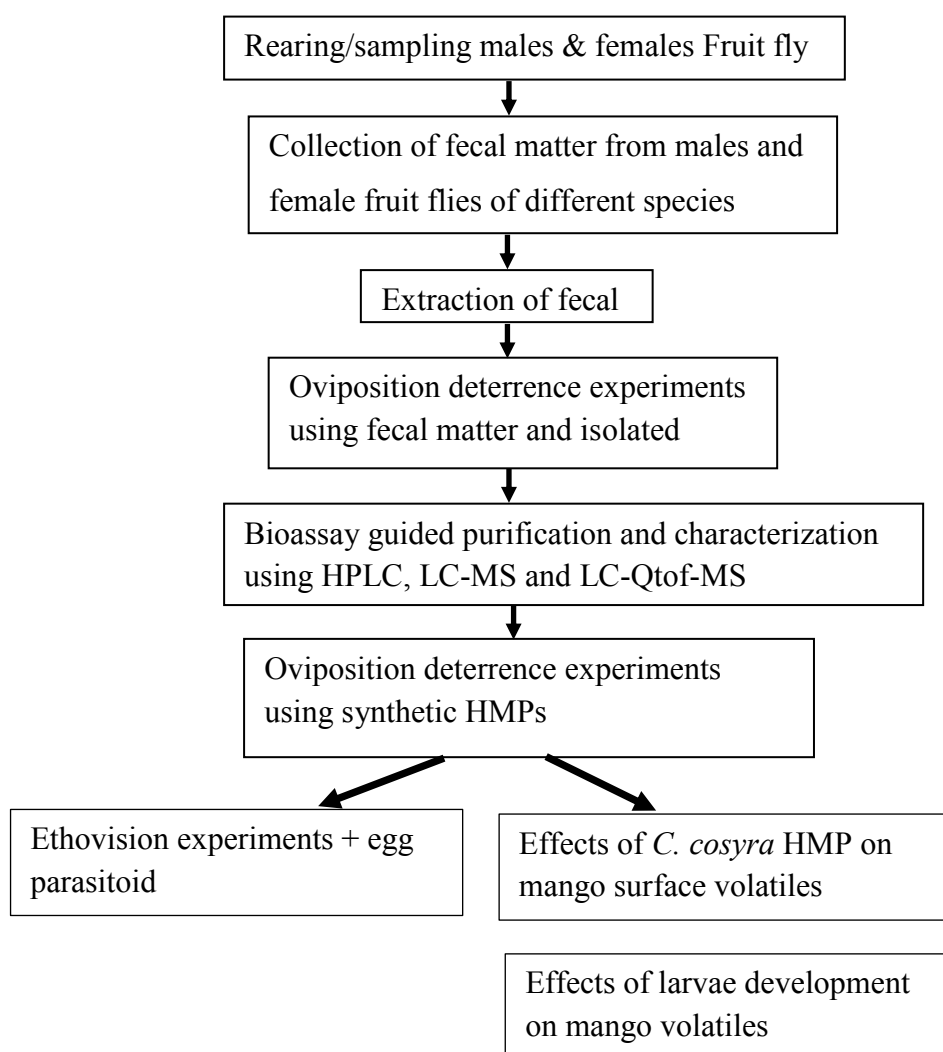 Rearing/sampling males & females Fruit fly
Collection of fecal matter from males and
female fruit flies of different species
Extraction of fecal
Oviposition deterrence experiments
using fecal matter and isolated
Bioassay guided purification and characterization
using HPLC, LC-MS and LC-Qtof-MS
Oviposition deterrence experiments
using synthetic HMPs
Ethovision experiments + egg
parasitoid
Effects of C. cosyra HMP on
mango surface volatiles
Effects of larvae development
on mango volatiles